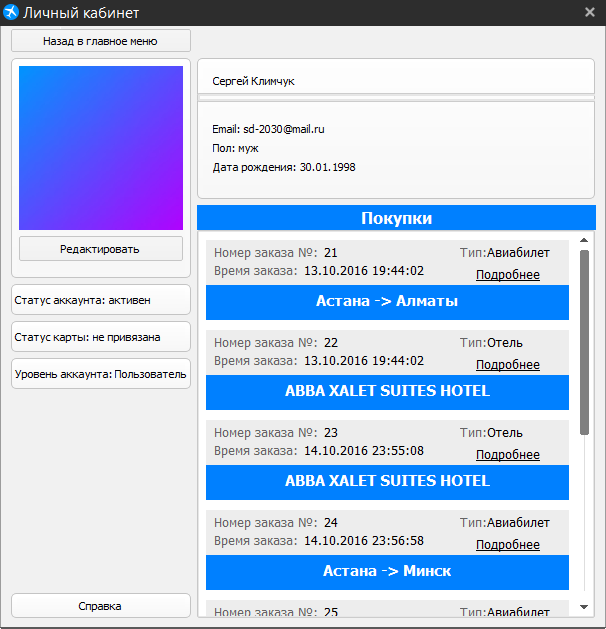 Личный кабинет
Назад в главное меню
Редактировать
Статус аккаунта: активен
Статус карты: не привязана
Уровень аккаунта: Пользователь
Справка
Сергей Климчук
Email: sd-2030@mail.ru
Пол: муж
Дата рождения: 30.01.1998
Покупки
Номер заказа №: 21 Тип:Авиабилет
Время заказа: 13.10.2016 19:44:02 Подробнее
Астана -> Алматы
Номер заказа №: 22 Тип:Отель
Время заказа: 13.10.2016 19:44:02 Подробнее
ABBA XALET SUITES HOTEL
Номер заказа №: 23 Тип:Отель
Время заказа: 14.10.2016 23:55:08 Подробнее
ABBA XALET SUITES HOTEL
Номер заказа №: 24 Тип:Авиабилет
Время заказа: 14.10.2016 23:56:58 Подробнее
Астана -> Минск
Номер заказа №: 25 Тип:Авиабилет